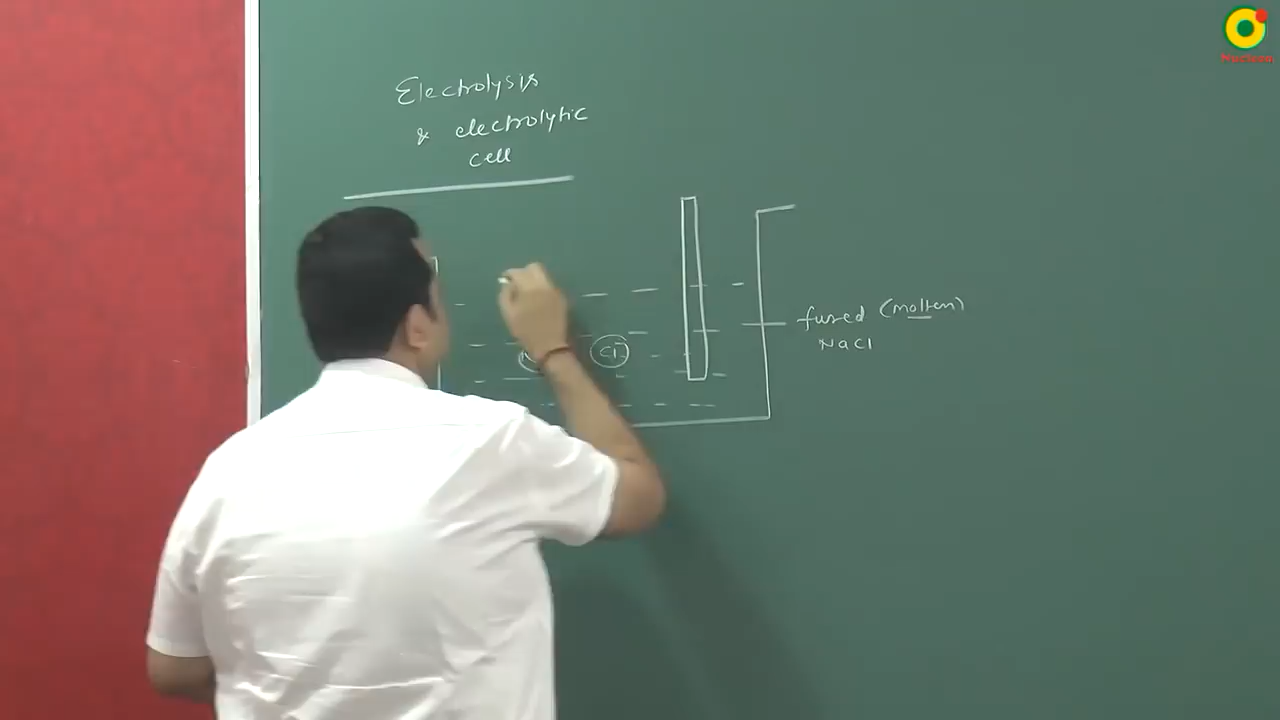 Electrolysis
& electrolytic
cell
fused (molten)
NaCl
Cl-